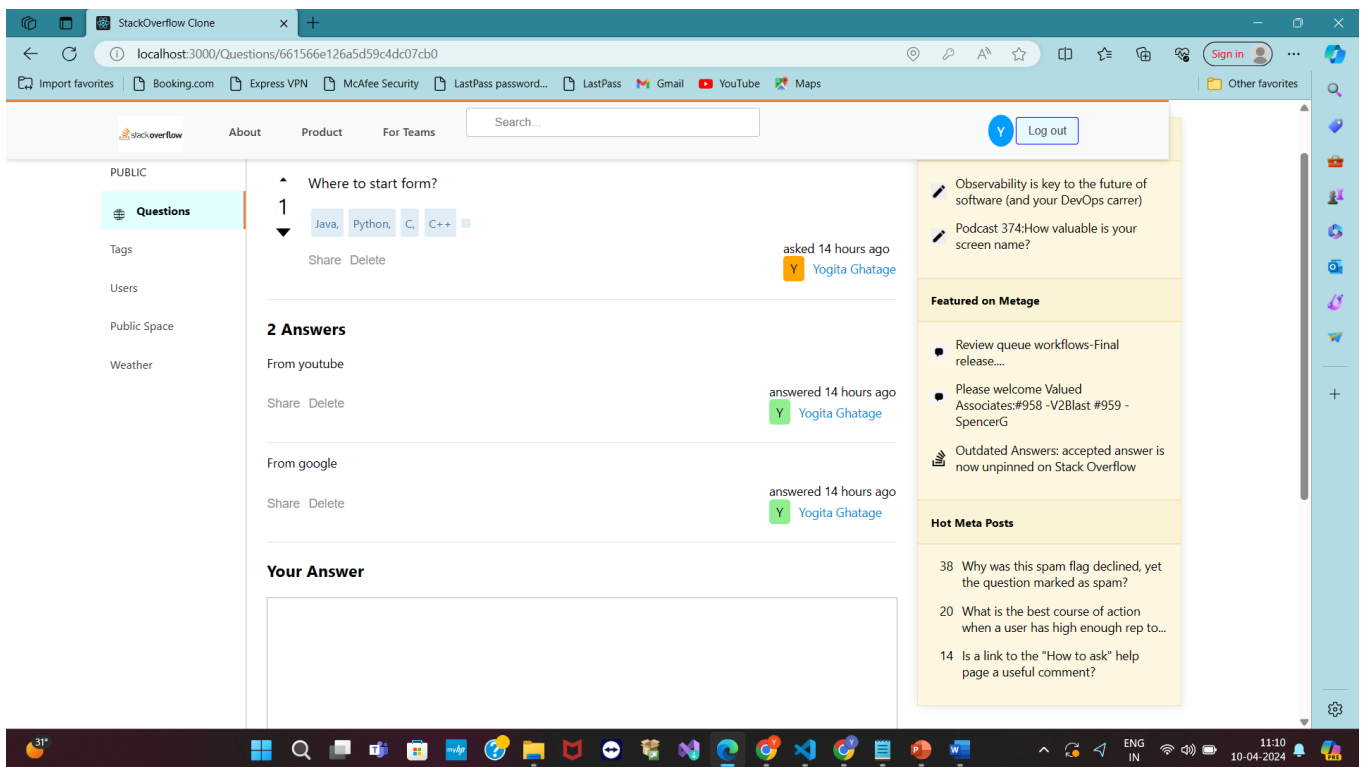 StackOverflow Clone
localhost:3000/Questions/661566e126a5d59c4dc07cb0
Sign in
Import favorites
Booking.com
Express VPN
McAfee Security
LastPass password...
LastPass
Gmail
YouTube
Maps
Other favorites
stackoverflow
About
Product
For Teams
Search...
Y
Log out
PUBLIC
Questions
Tags
Users
Public Space
Weather
Where to start form?
1
Java, Python, C, C++
Share Delete
asked 14 hours ago
Y Yogita Ghatage
2 Answers
From youtube
Share Delete
answered 14 hours ago
Y Yogita Ghatage
From google
Share Delete
answered 14 hours ago
Y Yogita Ghatage
Your Answer
Observability is key to the future of
software (and your DevOps carrer)
Podcast 374:How valuable is your
screen name?
Featured on Metage
Review queue workflows-Final
release....
Please welcome Valued
Associates:#958 -V2Blast #959 -
SpencerG
Outdated Answers: accepted answer is
now unpinned on Stack Overflow
Hot Meta Posts
38 Why was this spam flag declined, yet
the question marked as spam?
20 What is the best course of action
when a user has high enough rep to...
14 Is a link to the "How to ask" help
page a useful comment?
31°
ENG
IN
11:10
10-04-2024
PRE